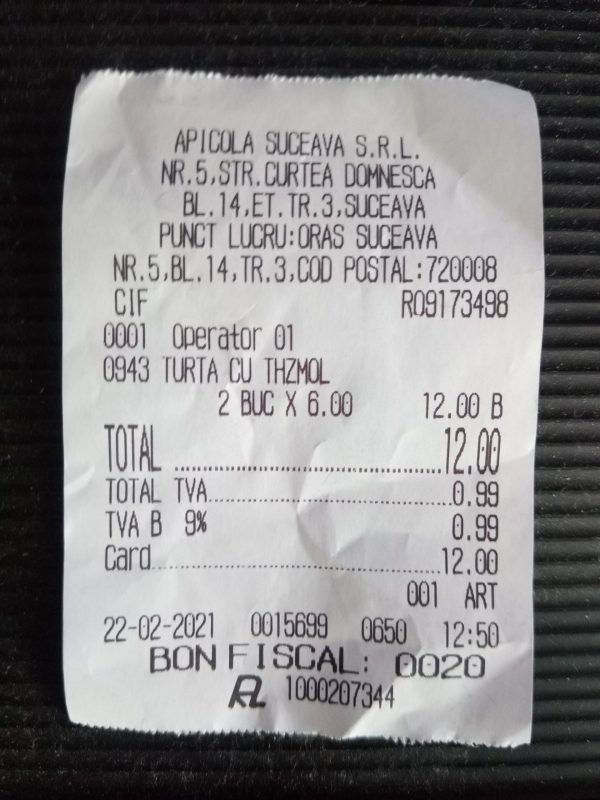 APICOLA SUCEAVA S.R.L.
NR.5,STR.CURTEA DOMNESCA
BL.14,ET.TR.3,SUCEAVA
PUNCT LUCRU:ORAS SUCEAVA
NR.5,BL.14,TR.3,COD POSTAL:720008
CIF RO9173498
0001 Operator 01
0943 TURTA CU THZMOL
2 BUC X 6.00 12.00 B
TOTAL ........................................12.00
TOTAL TVA........................................0.99
TVA B 9% 0.99
Card........................................12.00
001 ART
22-02-2021 0015699 0650 12:50
BON FISCAL: 0020
1000207344